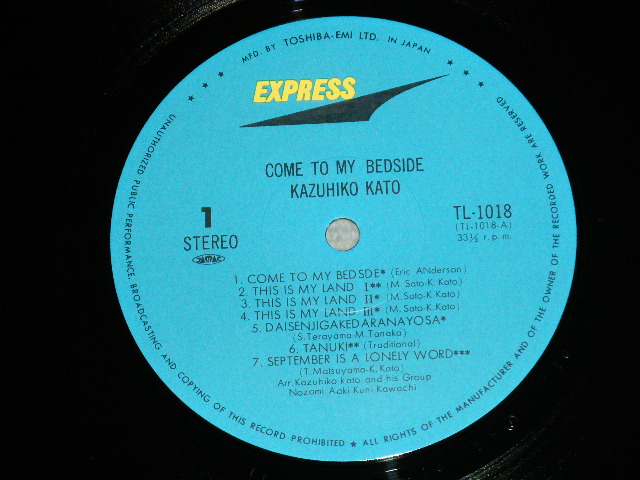 MFD. BY TOSHIBA-EMI LTD. IN JAPAN
EXPRESS
COME TO MY BEDSIDE
KAZUHIKO KATO
1
STEREO
TL-1018
(TL-1018-A)
33⅓ r.p.m.
1. COME TO MY BEDSDE* (Eric ANderson)
2. THIS IS MY LAND I** (M. Sato-K. Kato)
3. THIS IS MY LAND II* (M. Sato-K. Kato)
4. THIS IS MY LAND III* (M. Sato-K. Kato)
5. DAISENJIGAKEDARANAYOSA*
(S. Terayama-M. Tanaka)
6. TANUKI** (Traditional)
7. SEPTEMBER IS A LONELY WORD***
(T. Matsuyama-K. Kato)
Arr. Kazuhiko kato and his Group
Nozomi Aoki Kuni Kawachi
UNAUTHORIZED PUBLIC PERFORMANCE, BROADCASTING AND COPYING OF THIS RECORD PROHIBITED ★ ALL RIGHTS OF THE MANUFACTURER AND OF THE OWNER OF THE RECORDED WORK ARE RESERVED